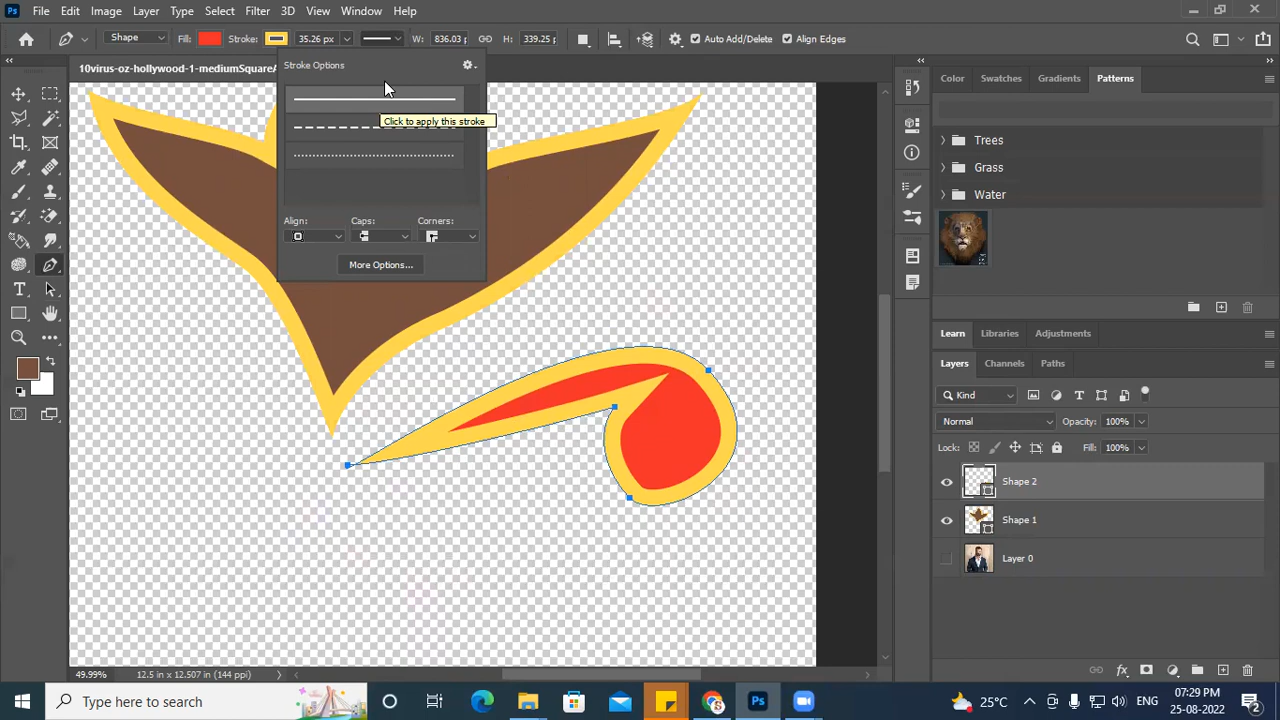 Ps File Edit Image Layer Type Select Filter 3D View Window Help
Shape Fill: Stroke: 35.26 px W: 836.03 H: 339.25 Auto Add/Delete Align Edges
10virus-oz-hollywood-1-mediumSquareA
Stroke Options
Click to apply this stroke
Align: Caps: Corners:
More Options...
Color Swatches Gradients Patterns
Trees
Grass
Water
Learn Libraries Adjustments
Layers Channels Paths
Kind
Normal Opacity: 100%
Lock: Fill: 100%
Shape 2
Shape 1
Layer 0
49.99% 12.5 in x 12.507 in (144 ppi)
Type here to search
Ps
25°C ENG
07:29 PM
25-08-2022
2